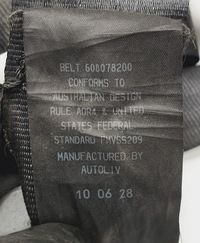 BELT 608078200
CONFORMS TO
AUSTRALIAN DESIGN
RULE ADR4 & UNITED
STATES FEDERAL
STANDARD FMVSS209
MANUFACTURED BY
AUTOLIV
10 06 28